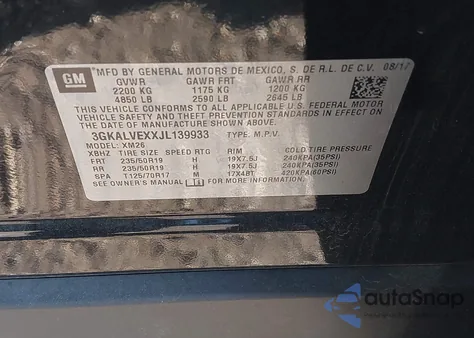 GM
MFD BY GENERAL MOTORS DE MEXICO, S. DE R.L. DE C.V. 08/17
GVWR GAWR FRT GAWR RR
2200 KG 1175 KG 1200 KG
4850 LB 2590 LB 2645 LB
THIS VEHICLE CONFORMS TO ALL APPLICABLE U.S. FEDERAL MOTOR
VEHICLE SAFETY, BUMPER, AND THEFT PREVENTION STANDARDS
IN EFFECT ON THE DATE OF MANUFACTURE SHOWN ABOVE.
3GKALVEXXJL139933 TYPE: M.P.V.
MODEL: XM26
XBHZ TIRE SIZE SPEED RTG RIM COLD TIRE PRESSURE
FRT 235/50R19 H 19X7.5J 240KPA(35PSI)
RR 235/50R19 H 19X7.5J 240KPA(35PSI)
SPA T125/70R17 M 17X4BT 420KPA(60PSI)
SEE OWNER'S MANUAL
autoSnap